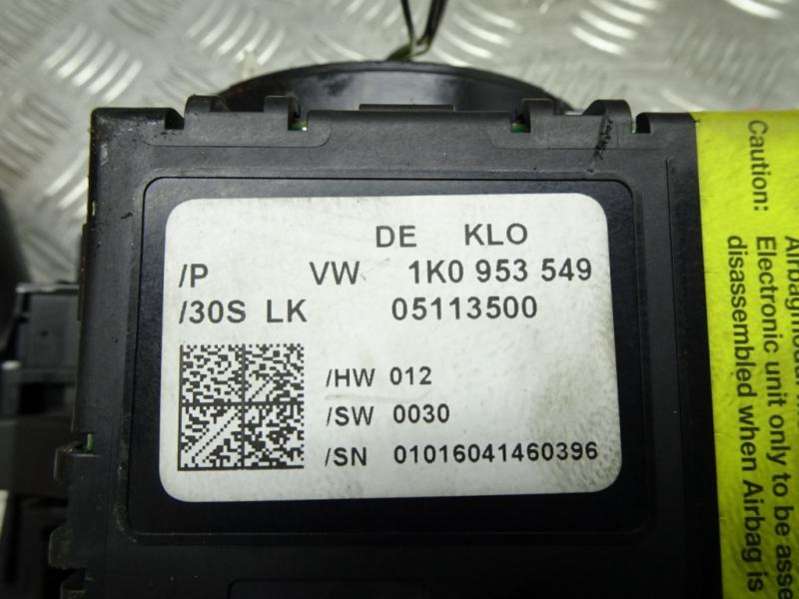 DE KLO
/P VW 1K0 953 549
/30S LK 05113500
/HW 012
/SW 0030
/SN 01016041460396
Caution:
Electronic unit only to be
disassembled when Airbag is